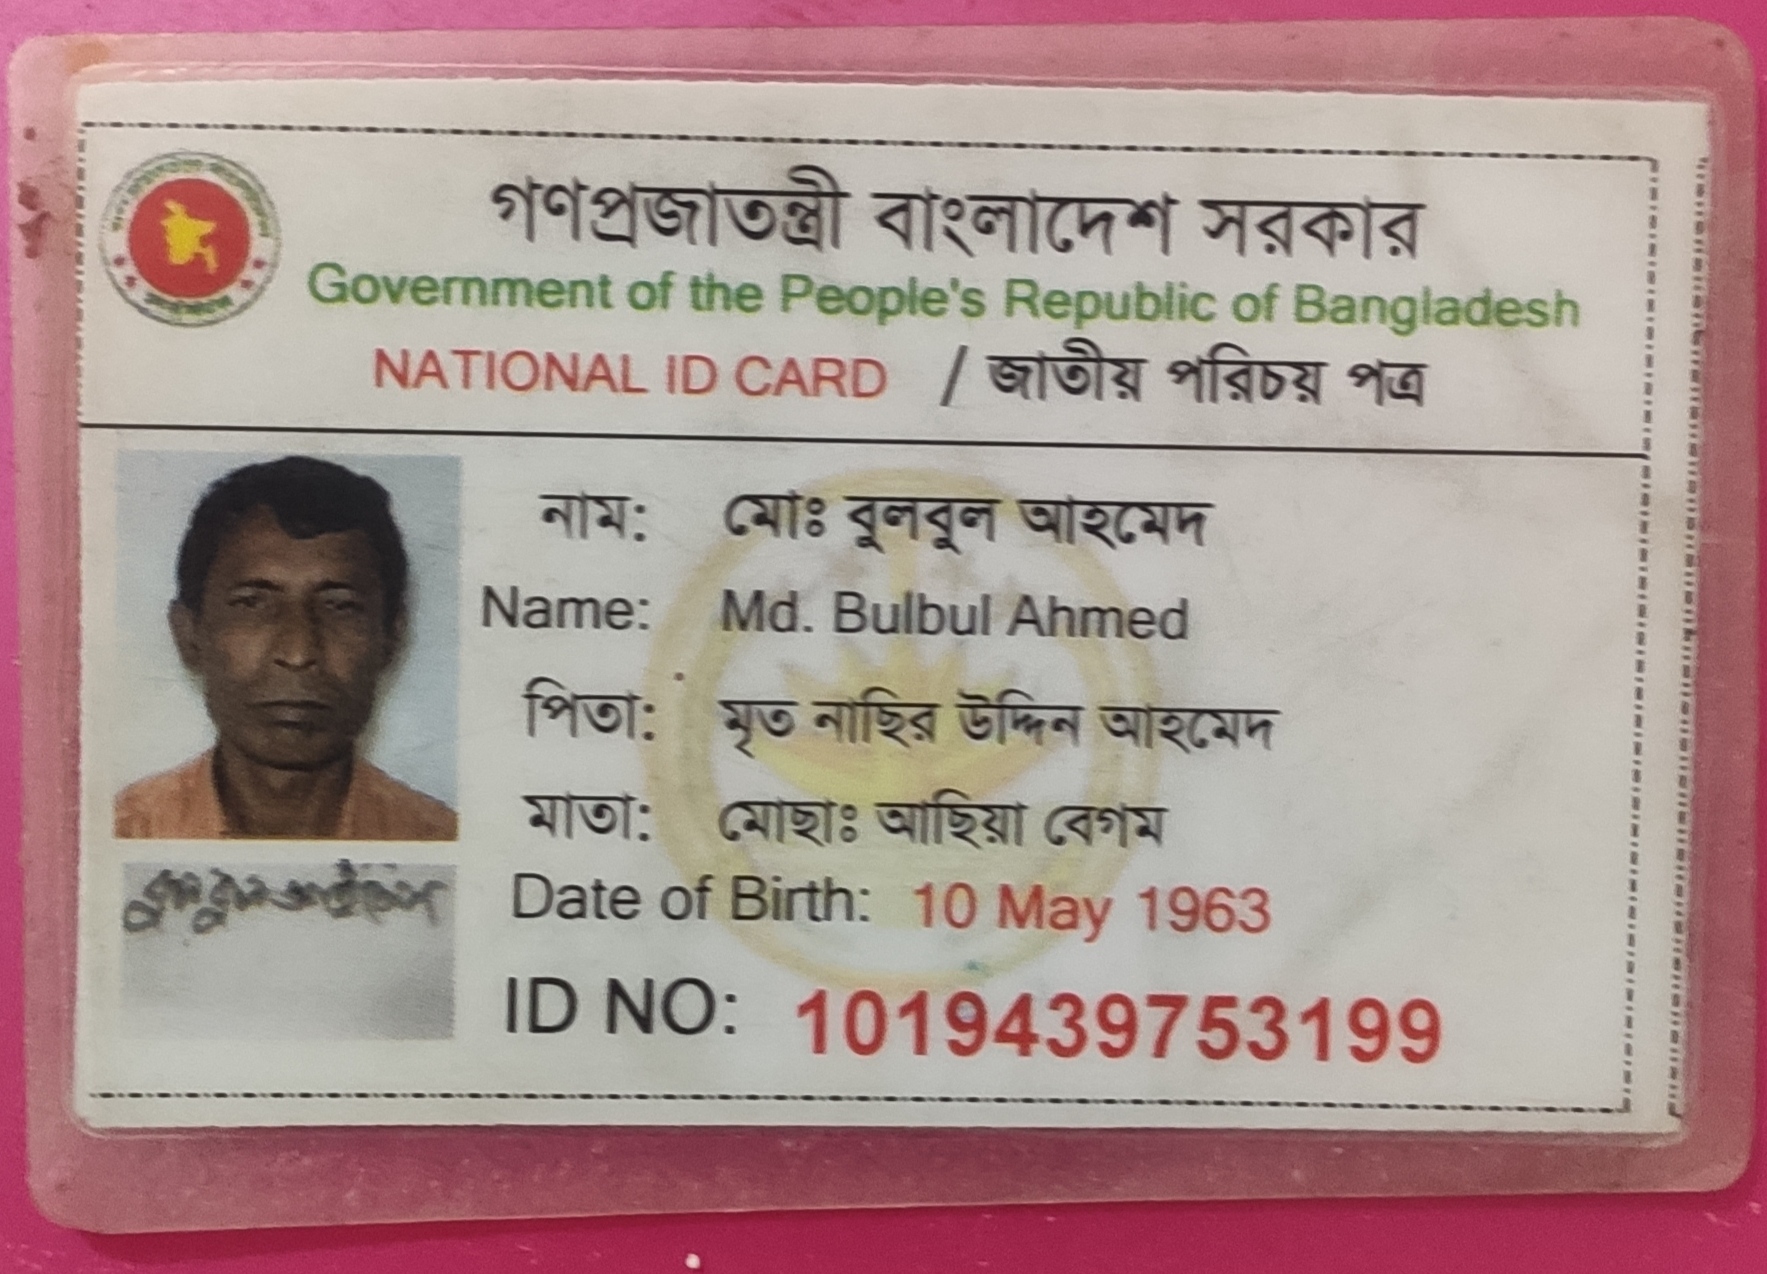 গণপ্রজাতন্ত্রী বাংলাদেশ সরকার
Government of the People's Republic of Bangladesh
NATIONAL ID CARD / জাতীয় পরিচয় পত্র
নাম: মোঃ বুলবুল আহমেদ
Name: Md. Bulbul Ahmed
পিতা: মৃত নাছির উদ্দিন আহমেদ
মাতা: মোছাঃ আছিয়া বেগম
Date of Birth: 10 May 1963
ID NO: 1019439753199